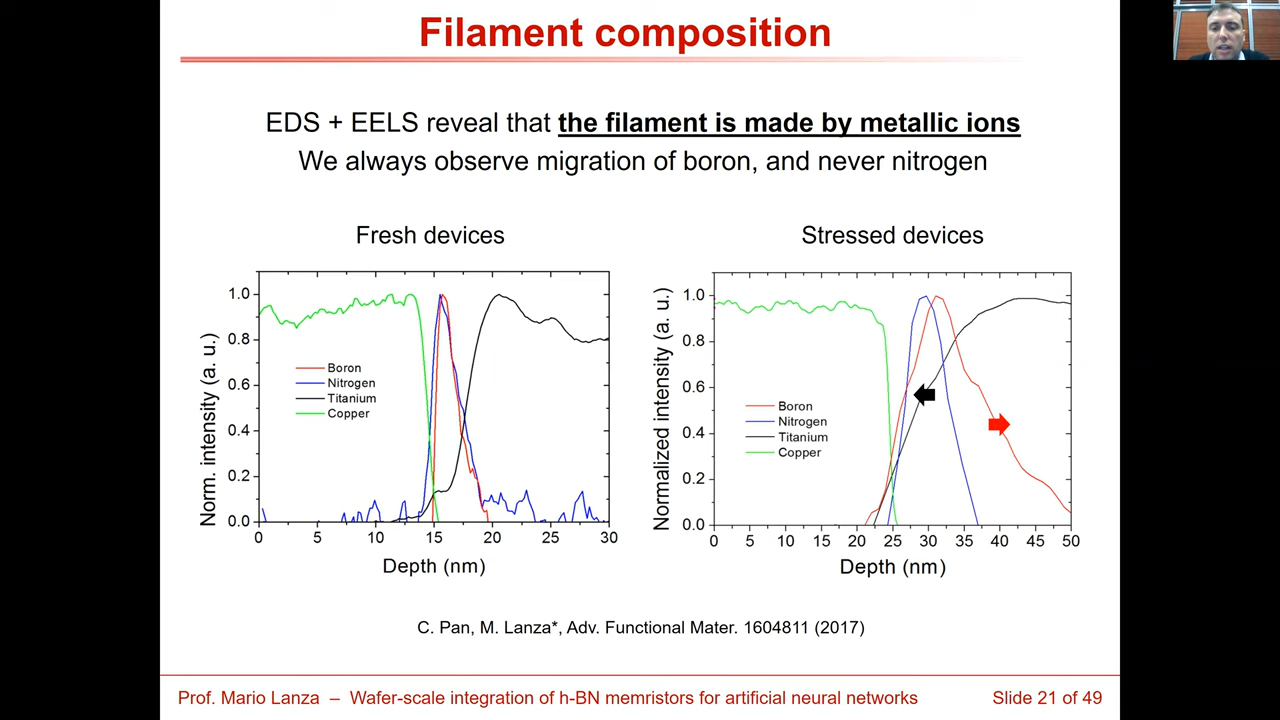 Filament composition
EDS + EELS reveal that the filament is made by metallic ions
We always observe migration of boron, and never nitrogen
Fresh devices
Norm. intensity (a. u.)
1.0
0.8
0.6
0.4
0.2
0.0
Boron
Nitrogen
Titanium
Copper
0 5 10 15 20 25 30
Depth (nm)
Stressed devices
Normalized intensity (a. u.)
1.0
0.8
0.6
0.4
0.2
0.0
Boron
Nitrogen
Titanium
Copper
0 5 10 15 20 25 30 35 40 45 50
Depth (nm)
C. Pan, M. Lanza*, Adv. Functional Mater. 1604811 (2017)
Prof. Mario Lanza – Wafer-scale integration of h-BN memristors for artificial neural networks Slide 21 of 49